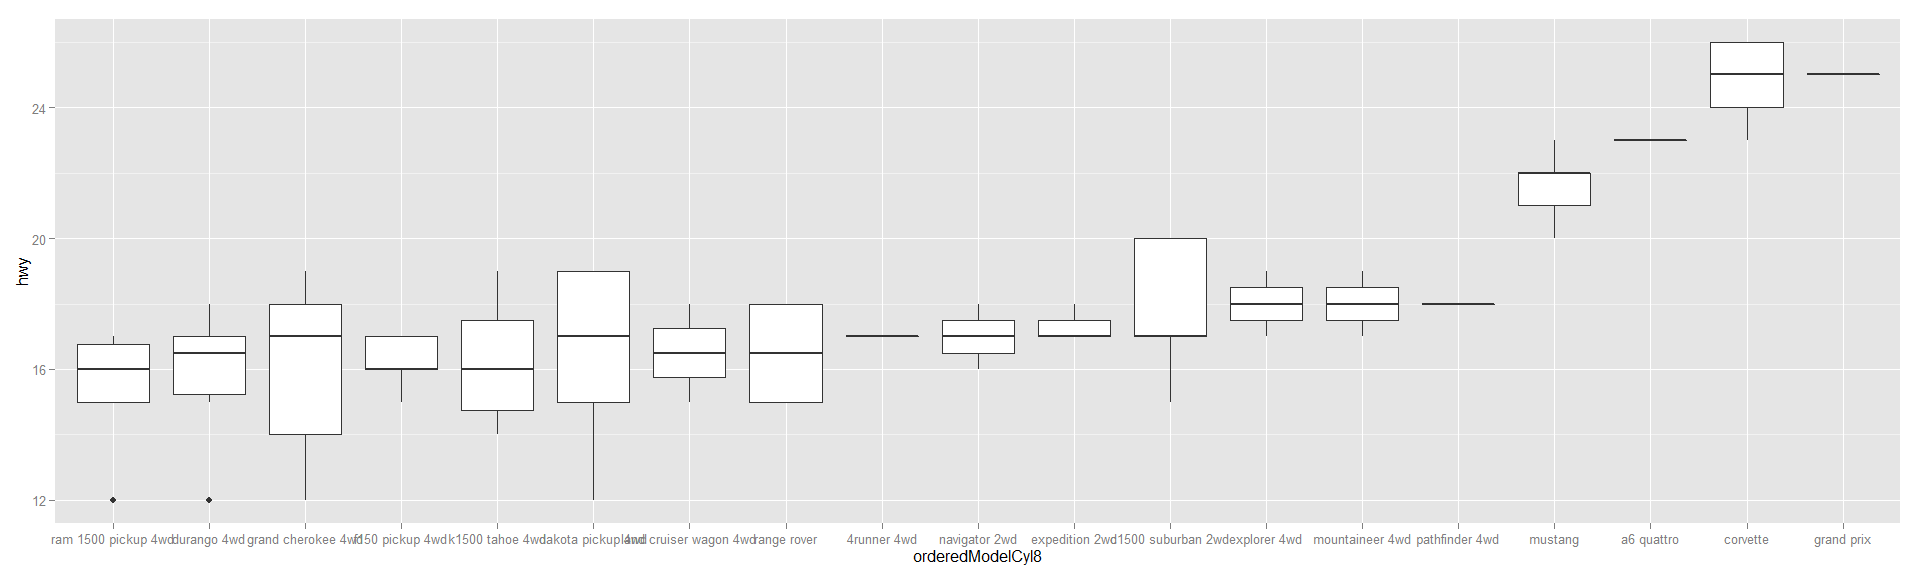 24
20
16
12
hwy
ram 1500 pickup 4wd durango 4wd grand cherokee 4wd f150 pickup 4wd k1500 tahoe 4wd dakota pickup 4wd land cruiser wagon 4wd range rover 4runner 4wd navigator 2wd expedition 2wd 1500 suburban 2wd explorer 4wd mountaineer 4wd pathfinder 4wd mustang a6 quattro corvette grand prix
orderedModelCyl8